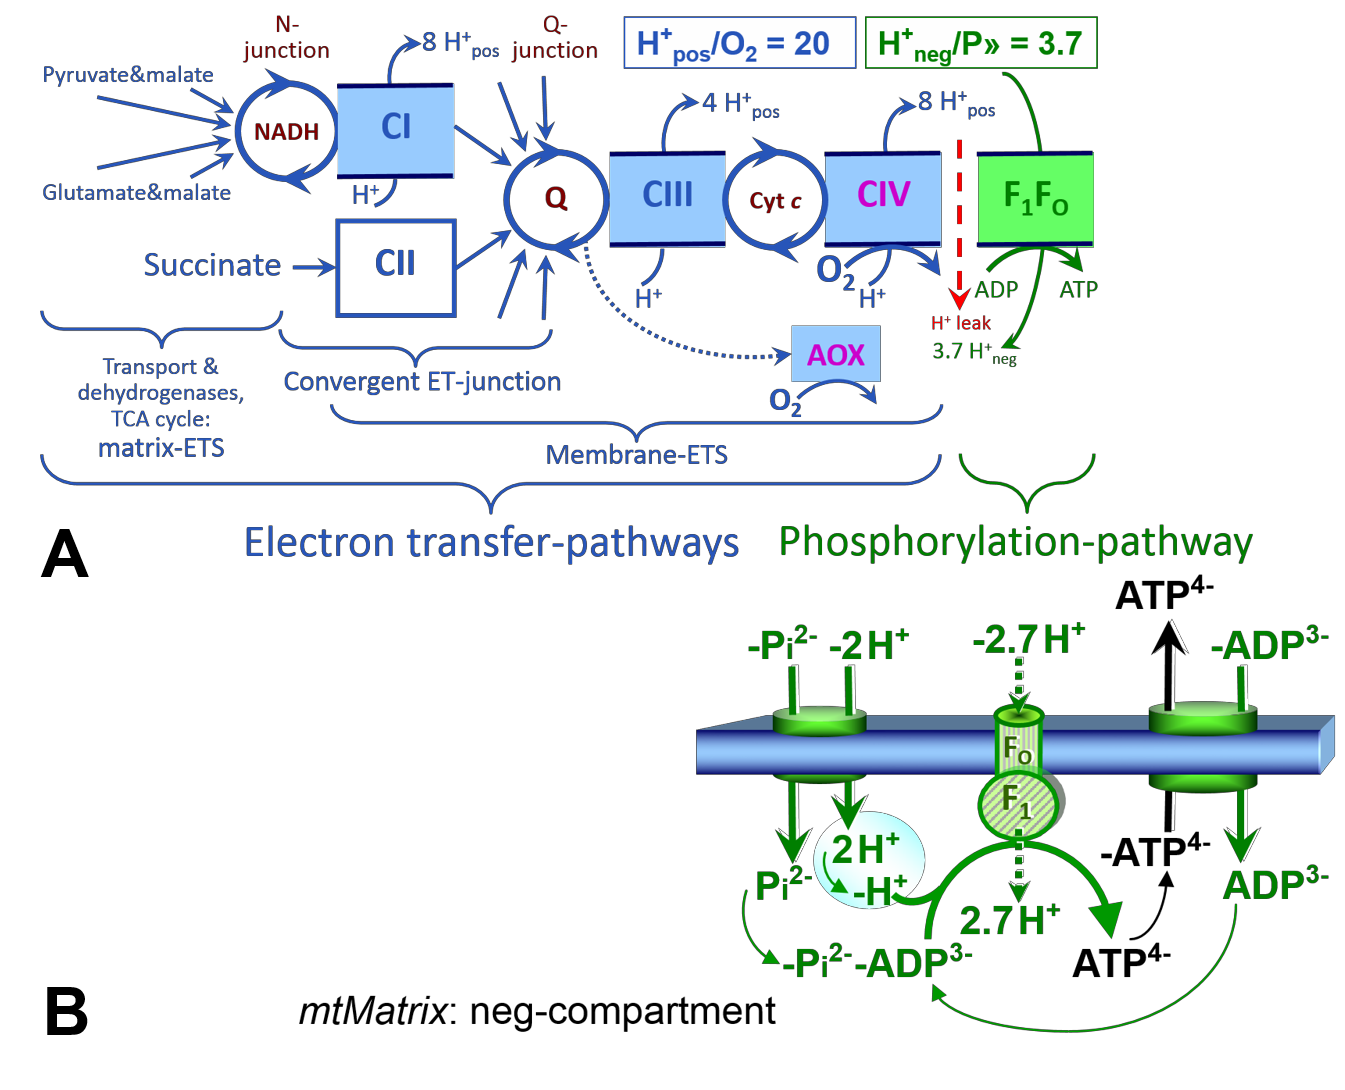 N-
junction
8 H⁺pos
Q-
junction
H⁺pos/O₂ = 20
H⁺neg/P» = 3.7
Pyruvate&malate
NADH
CI
4 H⁺pos
8 H⁺pos
Glutamate&malate
H⁺
Q
CIII
Cyt c
CIV
F₁FO
Succinate
CII
O₂
H⁺
H⁺
ADP
ATP
H⁺ leak
3.7 H⁺neg
AOX
O₂
Transport &
dehydrogenases,
TCA cycle:
matrix-ETS
Convergent ET-junction
Membrane-ETS
A
Electron transfer-pathways
Phosphorylation-pathway
ATP⁴⁻
-Pi²⁻ -2H⁺
-2.7H⁺
-ADP³⁻
FO
F₁
2H⁺
-H⁺
Pi²⁻
2.7H⁺
-ATP⁴⁻
ADP³⁻
-Pi²⁻-ADP³⁻
ATP⁴⁻
B
mtMatrix: neg-compartment